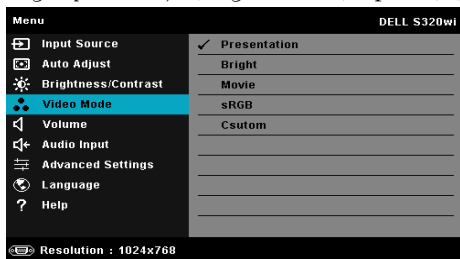 Menu DELL S320wi
Input Source
Auto Adjust
Brightness/Contrast
Video Mode
Volume
Audio Input
Advanced Settings
Language
? Help
✓ Presentation
Bright
Movie
sRGB
Csutom
Resolution : 1024x768